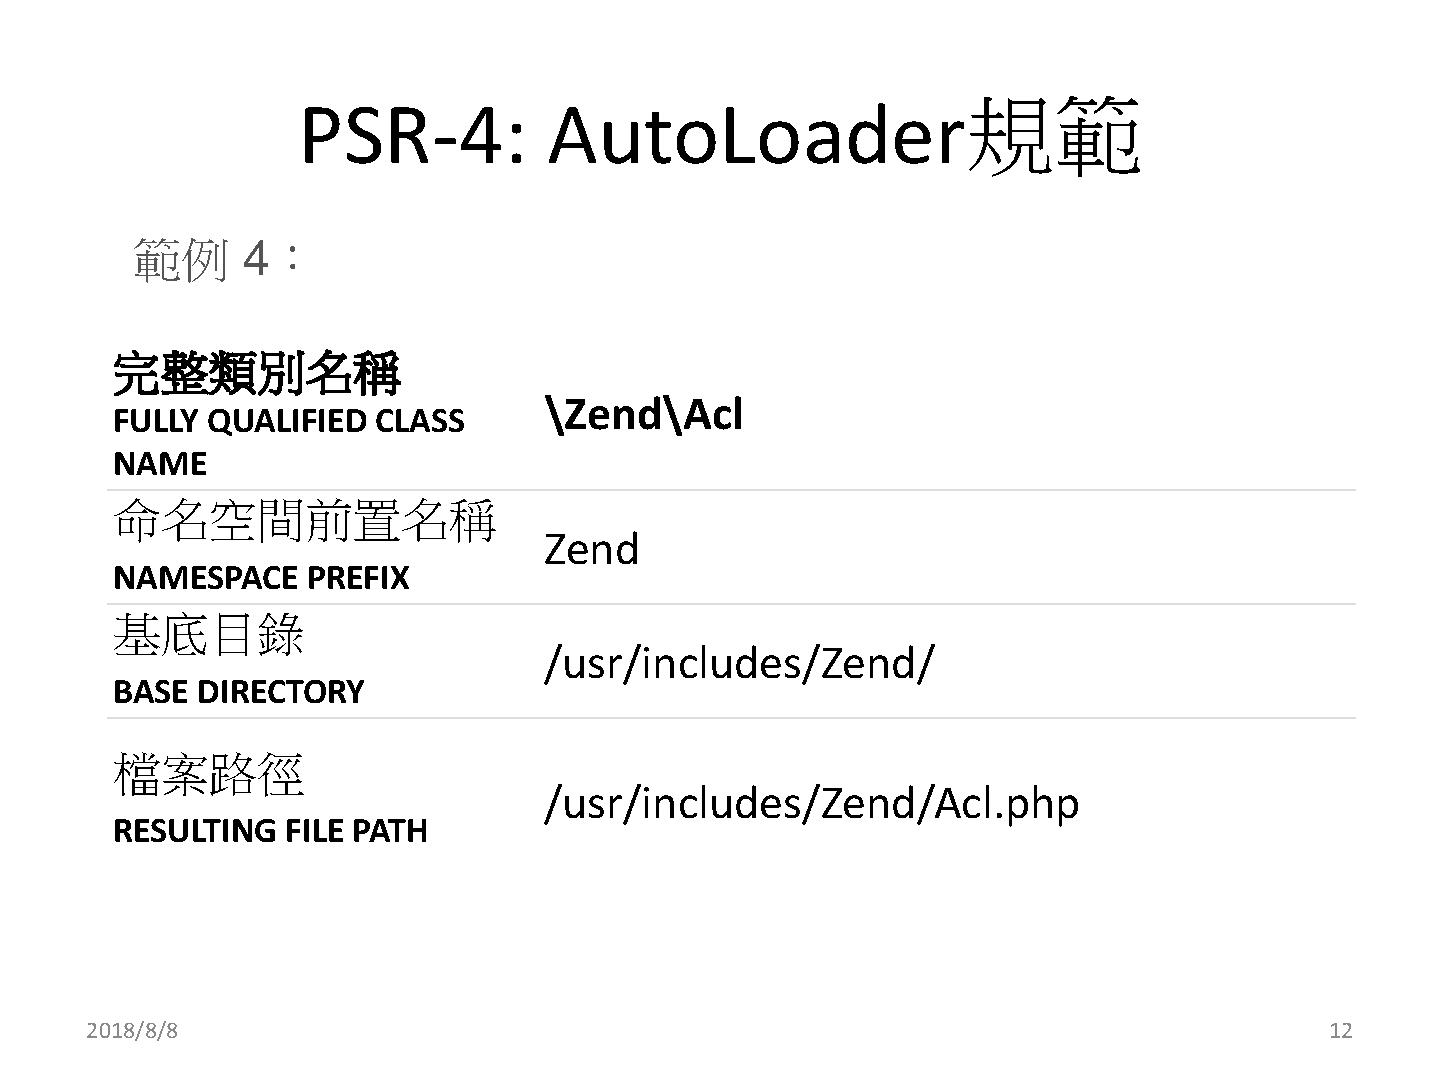 PSR-4: AutoLoader規範
範例 4：
完整類別名稱
FULLY QUALIFIED CLASS
NAME
\Zend\Acl
命名空間前置名稱
NAMESPACE PREFIX
Zend
基底目錄
BASE DIRECTORY
/usr/includes/Zend/
檔案路徑
RESULTING FILE PATH
/usr/includes/Zend/Acl.php
2018/8/8
12